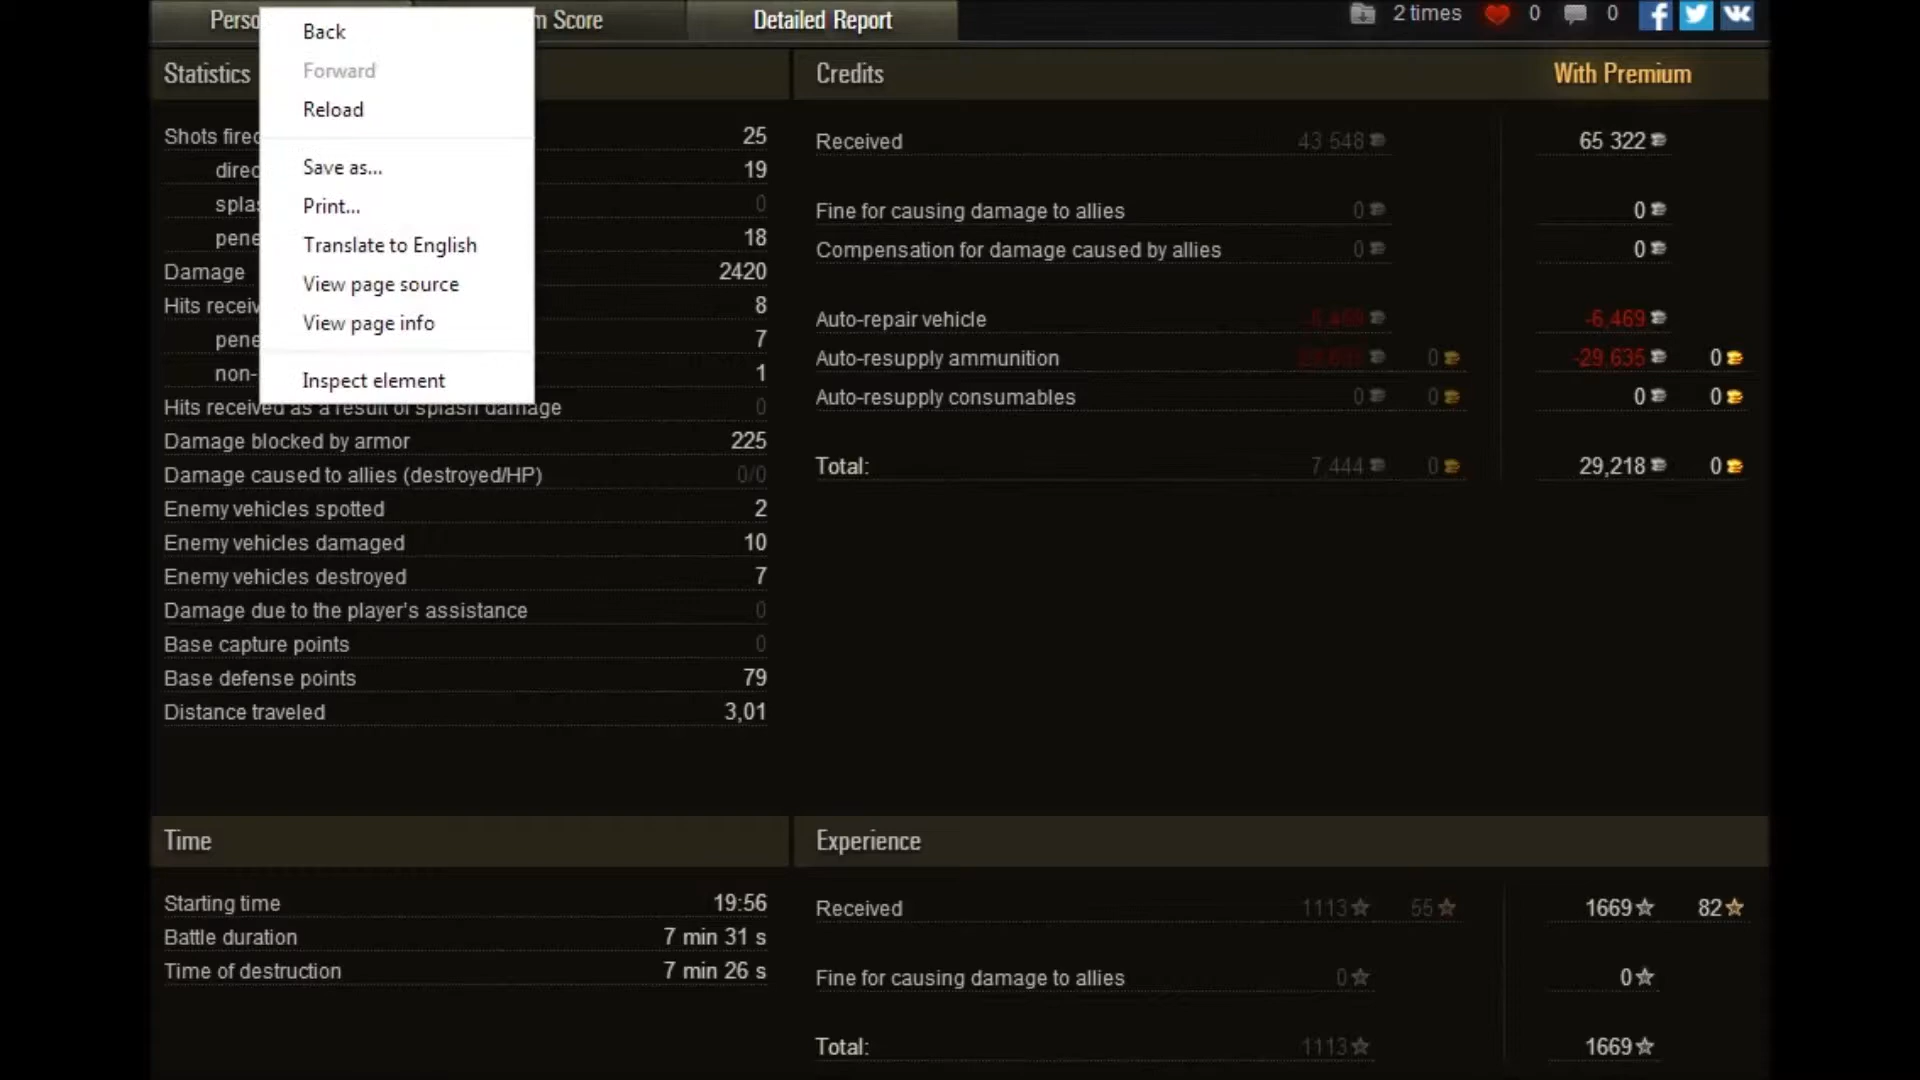 Perso
m Score
Detailed Report
2 times
0
0
Back
Forward
Reload
Save as...
Print...
Translate to English
View page source
View page info
Inspect element
Statistics
Shots fired 25
direc 19
splas 0
pene 18
Damage 2420
Hits receiv 8
pene 7
non- 1
Hits received as a result of splash damage 0
Damage blocked by armor 225
Damage caused to allies (destroyed/HP) 0/0
Enemy vehicles spotted 2
Enemy vehicles damaged 10
Enemy vehicles destroyed 7
Damage due to the player's assistance 0
Base capture points 0
Base defense points 79
Distance traveled 3,01
Credits With Premium
Received 43 548 65 322
Fine for causing damage to allies 0 0
Compensation for damage caused by allies 0 0
Auto-repair vehicle -6,469 -6,469
Auto-resupply ammunition 0 -29,635 0
Auto-resupply consumables 0 0 0 0
Total: 7,444 0 29,218 0
Time
Starting time 19:56
Battle duration 7 min 31 s
Time of destruction 7 min 26 s
Experience
Received 1113 55 1669 82
Fine for causing damage to allies 0 0
Total: 1113 1669